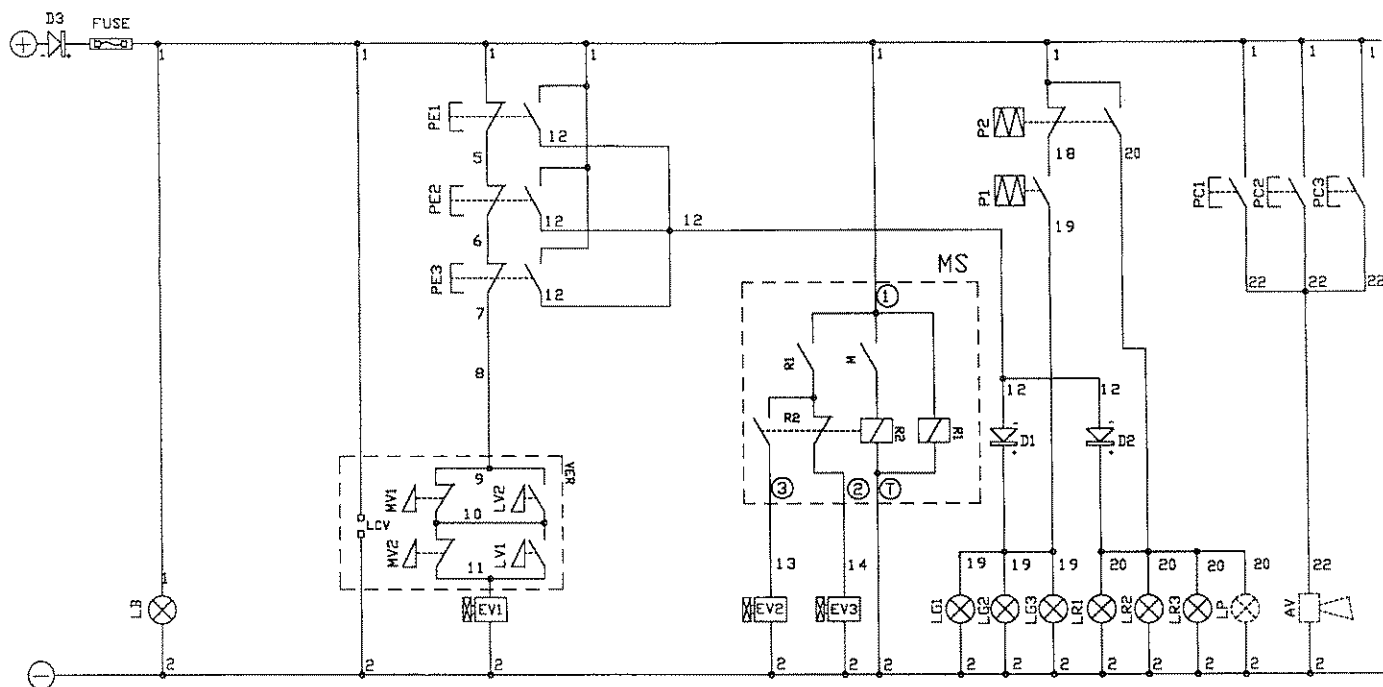 D3 FUSE
1 1 1 1 1 1 1 1 1
PE1 12
5
PE2 12 12
6
PE3 12
7
8
P2 18 20
P1 19
PC1 PC2 PC3
22 22 22
MS
1
R1 M
R2 R2 R1
3 2 T
12 12
D1 D2
VER
9
MV1 LV2
10
LCV
MV2 LV1
11
1 13 14 19 19 19 20 20 20 20 22
LB EV1 EV2 EV3 LG1 LG2 LG3 LR1 LR2 LR3 LP AV
2 2 2 2 2 2 2 2 2 2 2 2 2 2